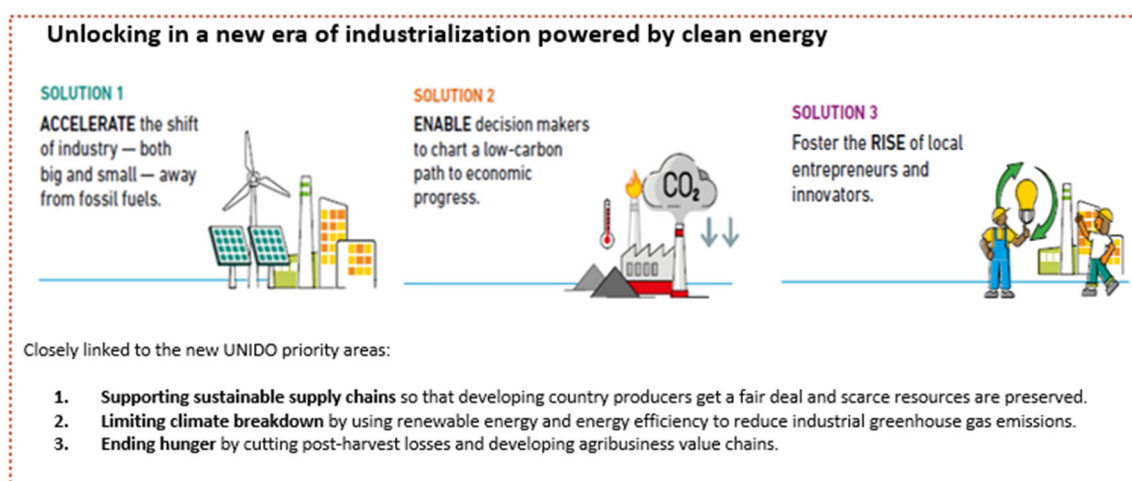 Unlocking in a new era of industrialization powered by clean energy
SOLUTION 1
ACCELERATE the shift
of industry — both
big and small — away
from fossil fuels.
SOLUTION 2
ENABLE decision makers
to chart a low-carbon
path to economic
progress.
CO₂
SOLUTION 3
Foster the RISE of local
entrepreneurs and
innovators.
Closely linked to the new UNIDO priority areas:
1. Supporting sustainable supply chains so that developing country producers get a fair deal and scarce resources are preserved.
2. Limiting climate breakdown by using renewable energy and energy efficiency to reduce industrial greenhouse gas emissions.
3. Ending hunger by cutting post-harvest losses and developing agribusiness value chains.